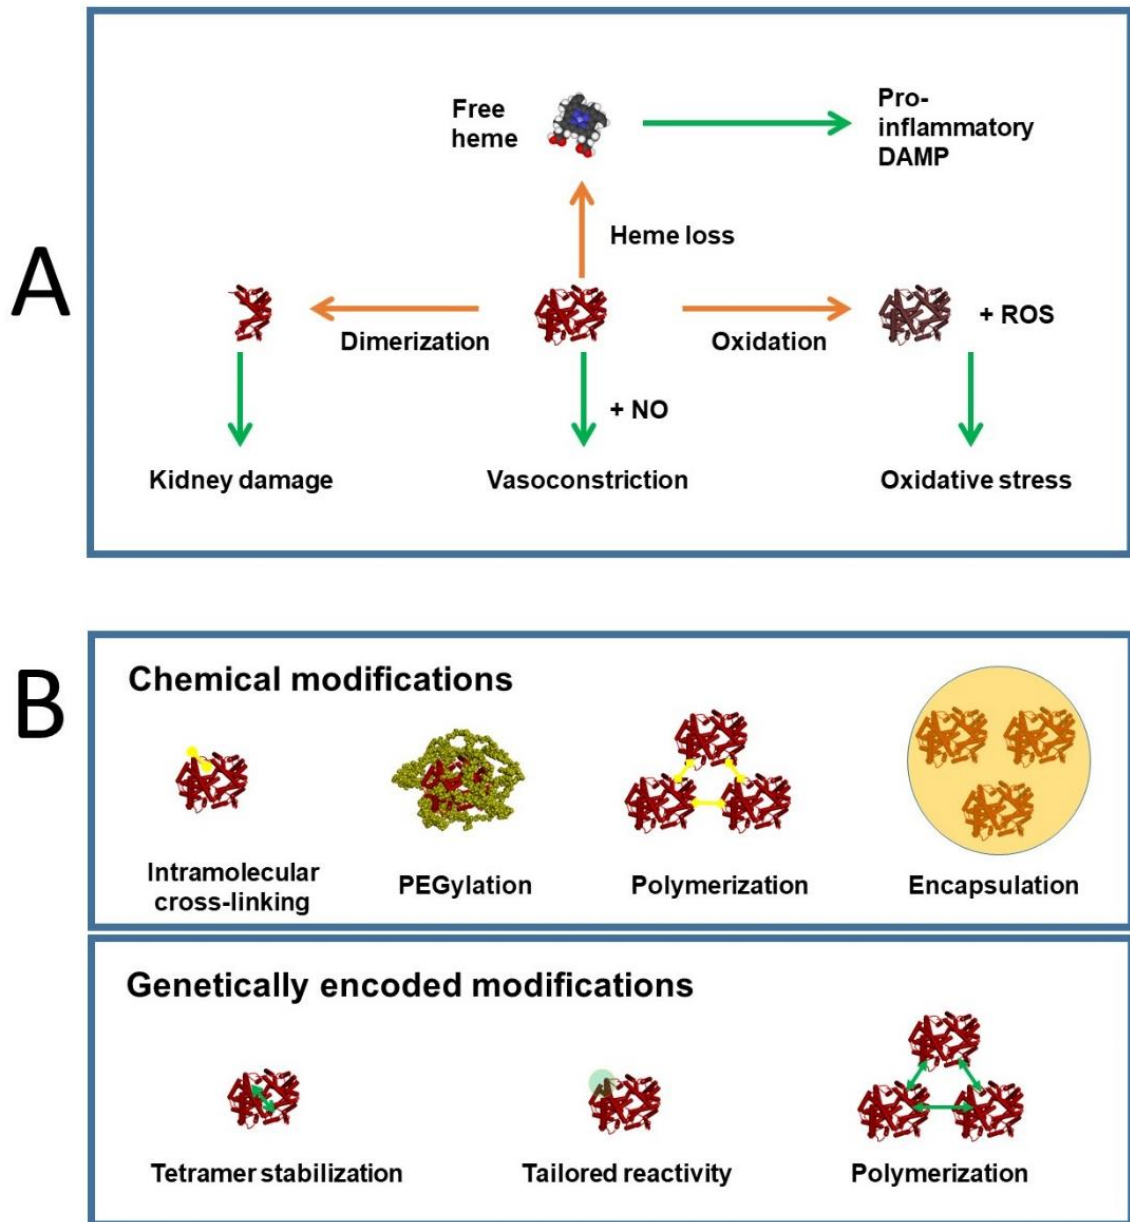 A
Free
heme
Pro-
inflammatory
DAMP
Heme loss
Dimerization
Oxidation
+ ROS
+ NO
Kidney damage
Vasoconstriction
Oxidative stress
B
Chemical modifications
Intramolecular
cross-linking
PEGylation
Polymerization
Encapsulation
Genetically encoded modifications
Tetramer stabilization
Tailored reactivity
Polymerization